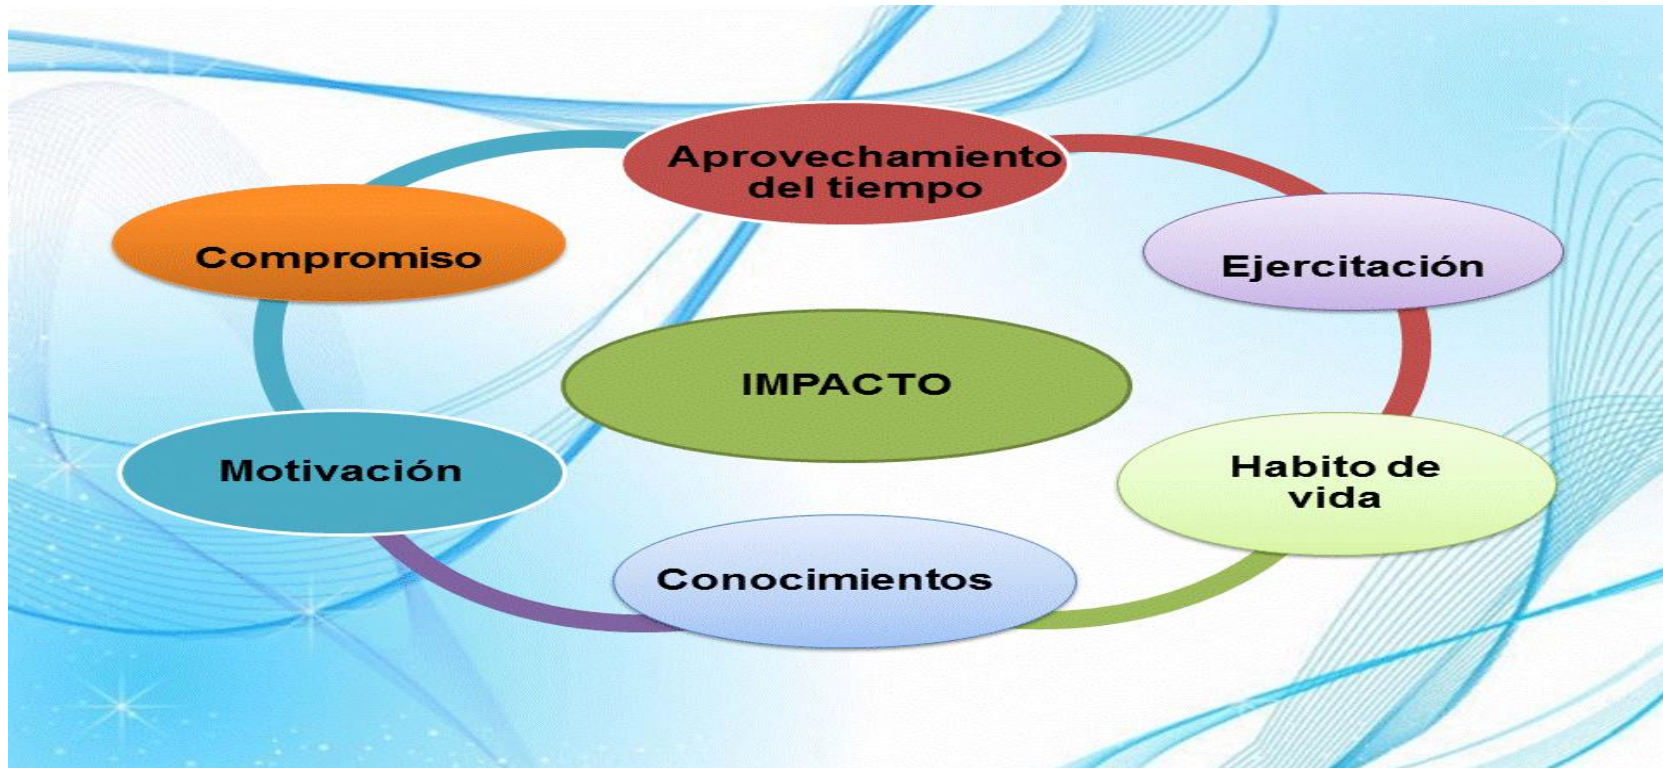 Aprovechamiento
del tiempo
Compromiso
Ejercitación
IMPACTO
Motivación
Habito de
vida
Conocimientos